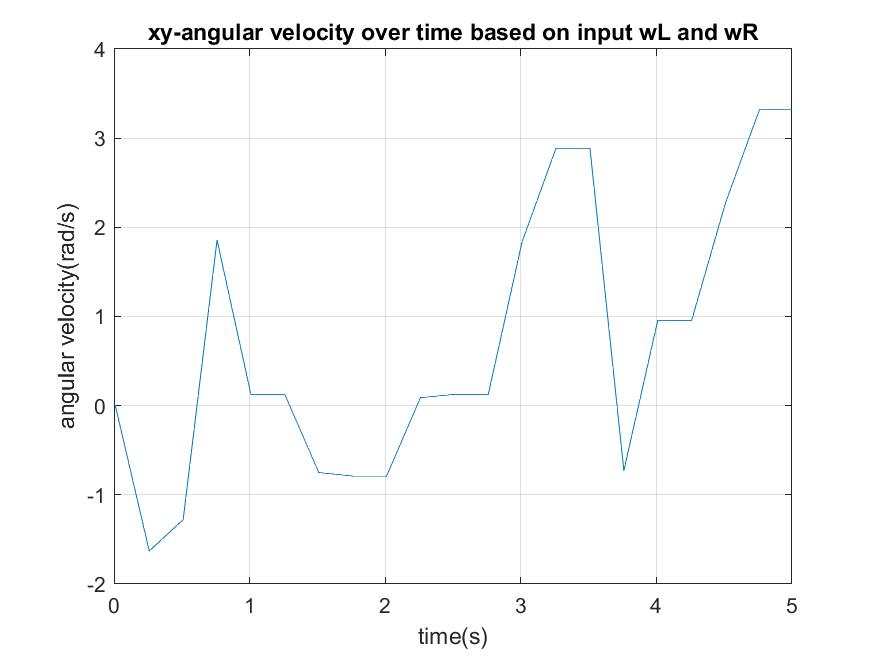 xy-angular velocity over time based on input wL and wR
4
3
2
1
0
-1
-2
angular velocity(rad/s)
0 1 2 3 4 5
time(s)